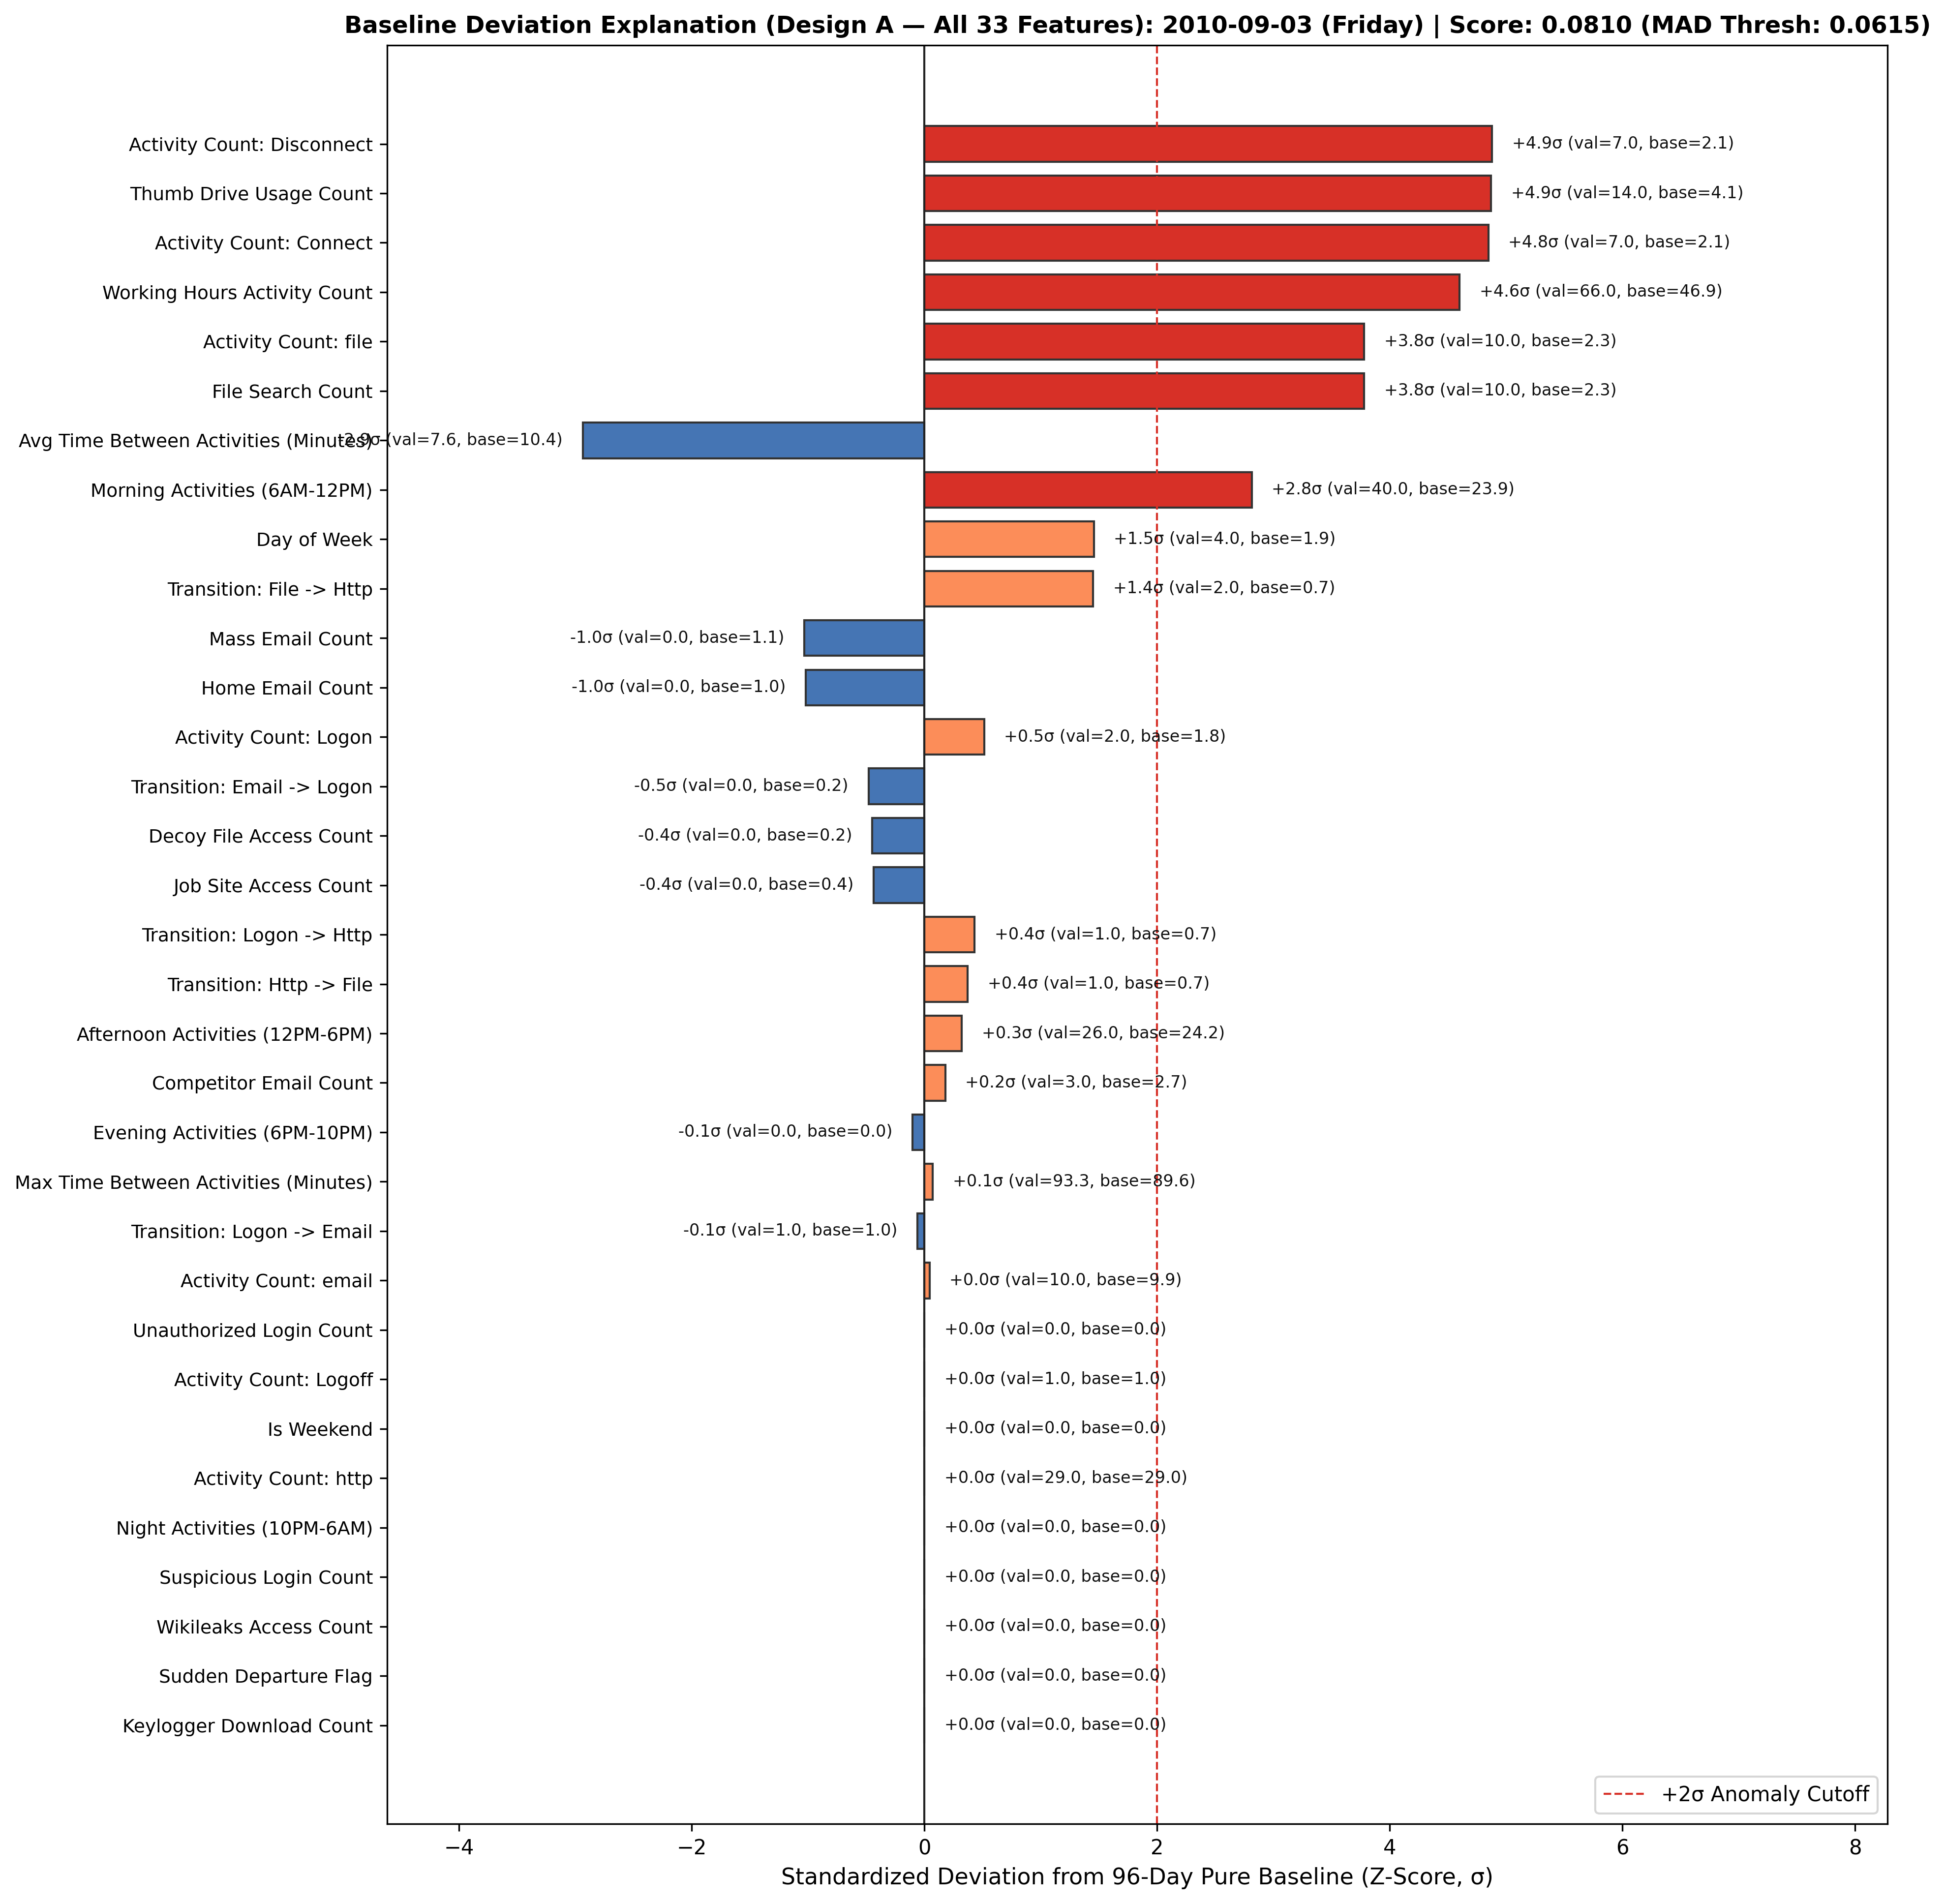 Baseline Deviation Explanation (Design A — All 33 Features): 2010-09-03 (Friday) | Score: 0.0810 (MAD Thresh: 0.0615)
Activity Count: Disconnect +4.9σ (val=7.0, base=2.1)
Thumb Drive Usage Count +4.9σ (val=14.0, base=4.1)
Activity Count: Connect +4.8σ (val=7.0, base=2.1)
Working Hours Activity Count +4.6σ (val=66.0, base=46.9)
Activity Count: file +3.8σ (val=10.0, base=2.3)
File Search Count +3.8σ (val=10.0, base=2.3)
Avg Time Between Activities (Minutes) -2.9σ (val=7.6, base=10.4)
Morning Activities (6AM-12PM) +2.8σ (val=40.0, base=23.9)
Day of Week +1.5σ (val=4.0, base=1.9)
Transition: File -> Http +1.4σ (val=2.0, base=0.7)
Mass Email Count -1.0σ (val=0.0, base=1.1)
Home Email Count -1.0σ (val=0.0, base=1.0)
Activity Count: Logon +0.5σ (val=2.0, base=1.8)
Transition: Email -> Logon -0.5σ (val=0.0, base=0.2)
Decoy File Access Count -0.4σ (val=0.0, base=0.2)
Job Site Access Count -0.4σ (val=0.0, base=0.4)
Transition: Logon -> Http +0.4σ (val=1.0, base=0.7)
Transition: Http -> File +0.4σ (val=1.0, base=0.7)
Afternoon Activities (12PM-6PM) +0.3σ (val=26.0, base=24.2)
Competitor Email Count +0.2σ (val=3.0, base=2.7)
Evening Activities (6PM-10PM) -0.1σ (val=0.0, base=0.0)
Max Time Between Activities (Minutes) +0.1σ (val=93.3, base=89.6)
Transition: Logon -> Email -0.1σ (val=1.0, base=1.0)
Activity Count: email +0.0σ (val=10.0, base=9.9)
Unauthorized Login Count +0.0σ (val=0.0, base=0.0)
Activity Count: Logoff +0.0σ (val=1.0, base=1.0)
Is Weekend +0.0σ (val=0.0, base=0.0)
Activity Count: http +0.0σ (val=29.0, base=29.0)
Night Activities (10PM-6AM) +0.0σ (val=0.0, base=0.0)
Suspicious Login Count +0.0σ (val=0.0, base=0.0)
Wikileaks Access Count +0.0σ (val=0.0, base=0.0)
Sudden Departure Flag +0.0σ (val=0.0, base=0.0)
Keylogger Download Count +0.0σ (val=0.0, base=0.0)
+2σ Anomaly Cutoff
−4 −2 0 2 4 6 8
Standardized Deviation from 96-Day Pure Baseline (Z-Score, σ)